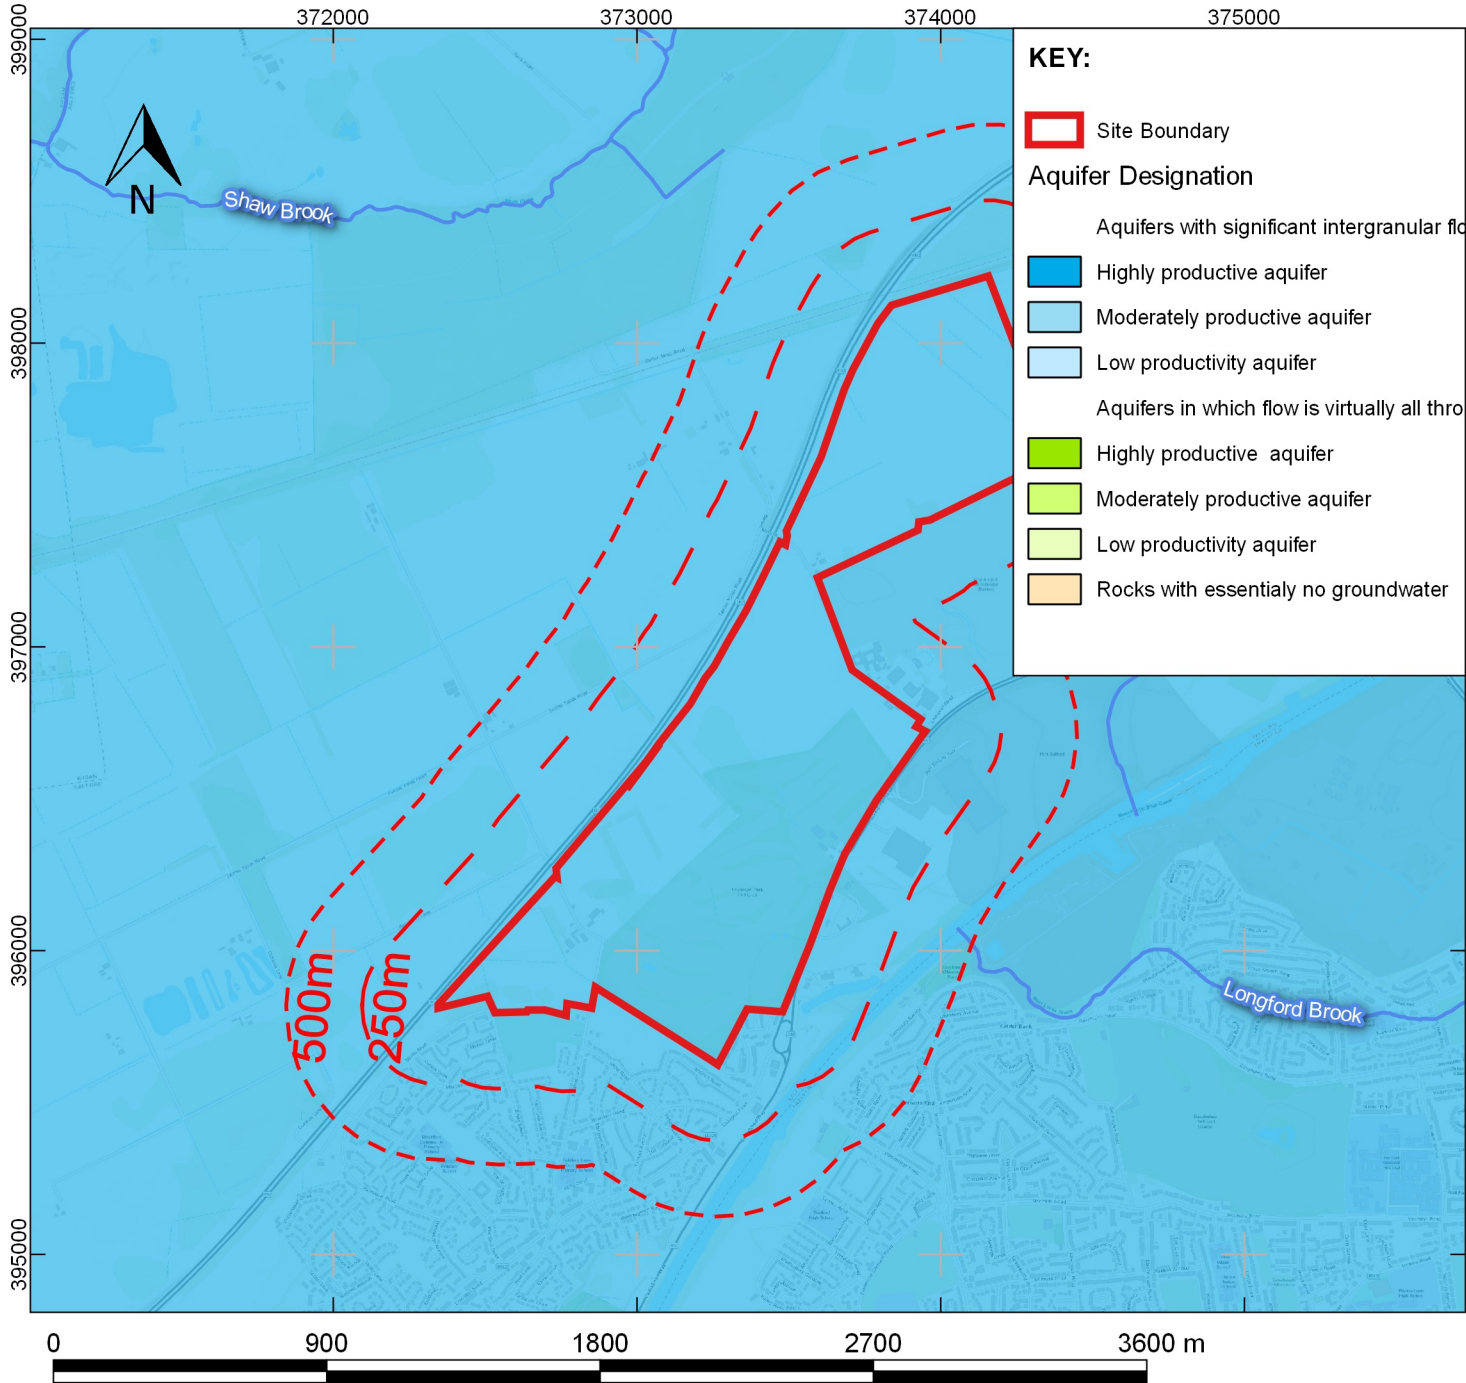 372000 373000 374000 375000
399000
398000
397000
396000
395000
KEY:
Site Boundary
Aquifer Designation
Aquifers with significant intergranular flo
Highly productive aquifer
Moderately productive aquifer
Low productivity aquifer
Aquifers in which flow is virtually all thro
Highly productive aquifer
Moderately productive aquifer
Low productivity aquifer
Rocks with essentialy no groundwater
N
Shaw Brook
500m
250m
Longford Brook
0 900 1800 2700 3600 m